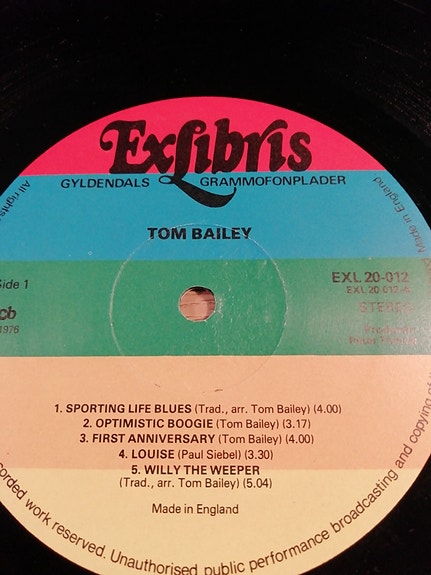 ExLibris
GYLDENDALS GRAMMOFONPLADER
TOM BAILEY
Side 1
EXL 20-012
EXL 20 012-A
STEREO
ncb
1976
Producer:
1. SPORTING LIFE BLUES (Trad., arr. Tom Bailey) (4.00)
2. OPTIMISTIC BOOGIE (Tom Bailey) (3.17)
3. FIRST ANNIVERSARY (Tom Bailey) (4.00)
4. LOUISE (Paul Siebel) (3.30)
5. WILLY THE WEEPER
(Trad., arr. Tom Bailey) (5.04)
Made in England
All rights
corded work reserved. Unauthorised public performance broadcasting and copying of
Made in England